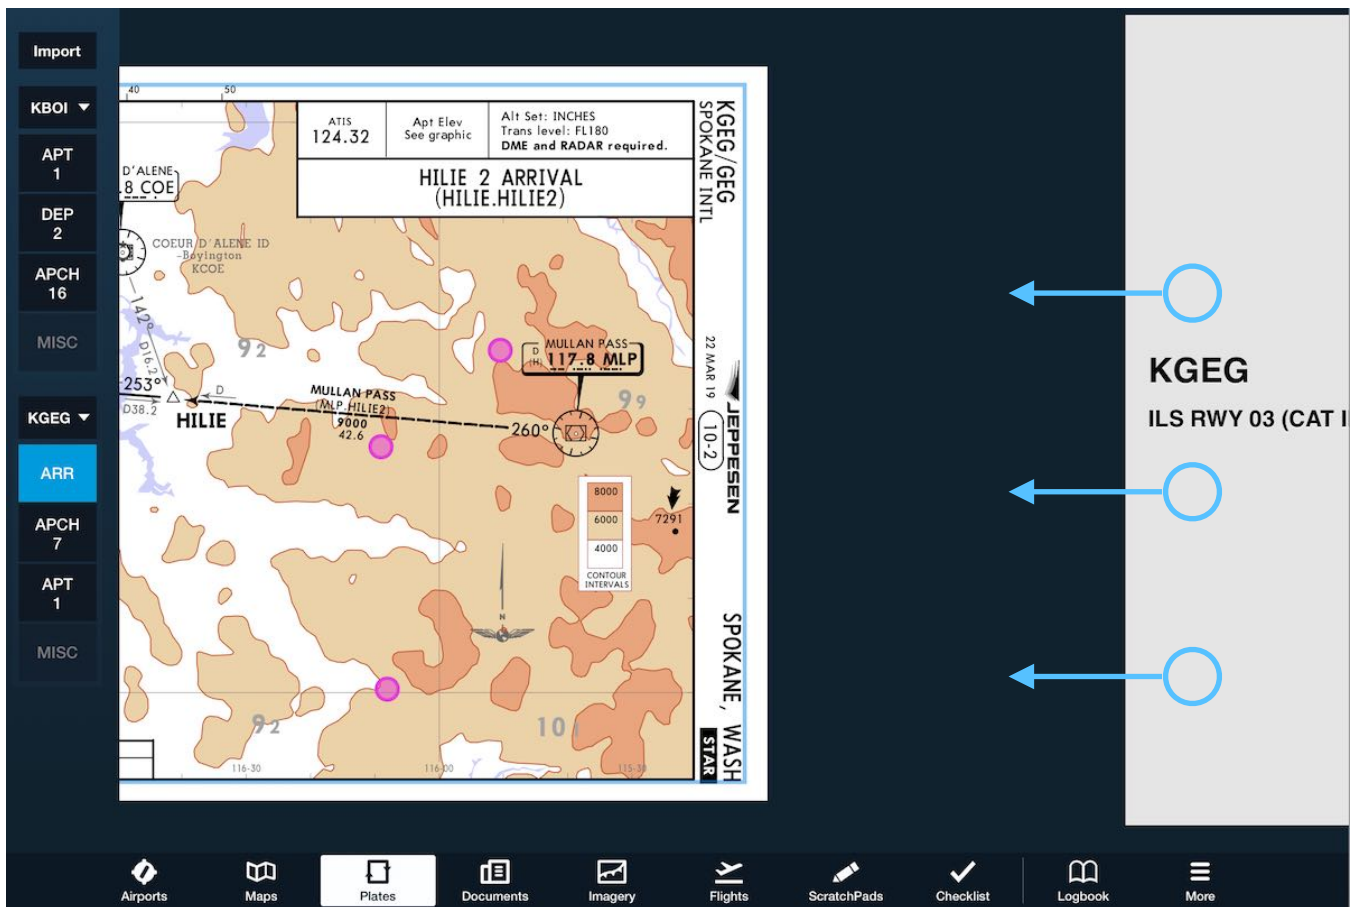 Import
KBOI
APT
1
DEP
2
APCH
16
MISC
KGEG
ARR
APCH
7
APT
1
MISC
40
50
ATIS
124.32
Apt Elev
See graphic
Alt Set: INCHES
Trans level: FL180
DME and RADAR required.
HILIE 2 ARRIVAL
(HILIE.HILIE2)
KGEG/GEG
SPOKANE INTL
D'ALENE
.8 COE
COEUR D'ALENE ID
-Boyington
KCOE
142°
D16.2
92
MULLAN PASS
D
(H)
117.8 MLP
99
253°
D38.2
D
HILIE
MULLAN PASS
(MLP.HILIE2)
9000
42.6
260°
22 MAR 19
10-2
JEPPESEN
8000
6000
4000
CONTOUR
INTERVALS
7291
N
92
101
116-30
116-00
115-30
SPOKANE, WASH
STAR
KGEG
ILS RWY 03 (CAT I
Airports
Maps
Plates
Documents
Imagery
Flights
ScratchPads
Checklist
Logbook
More